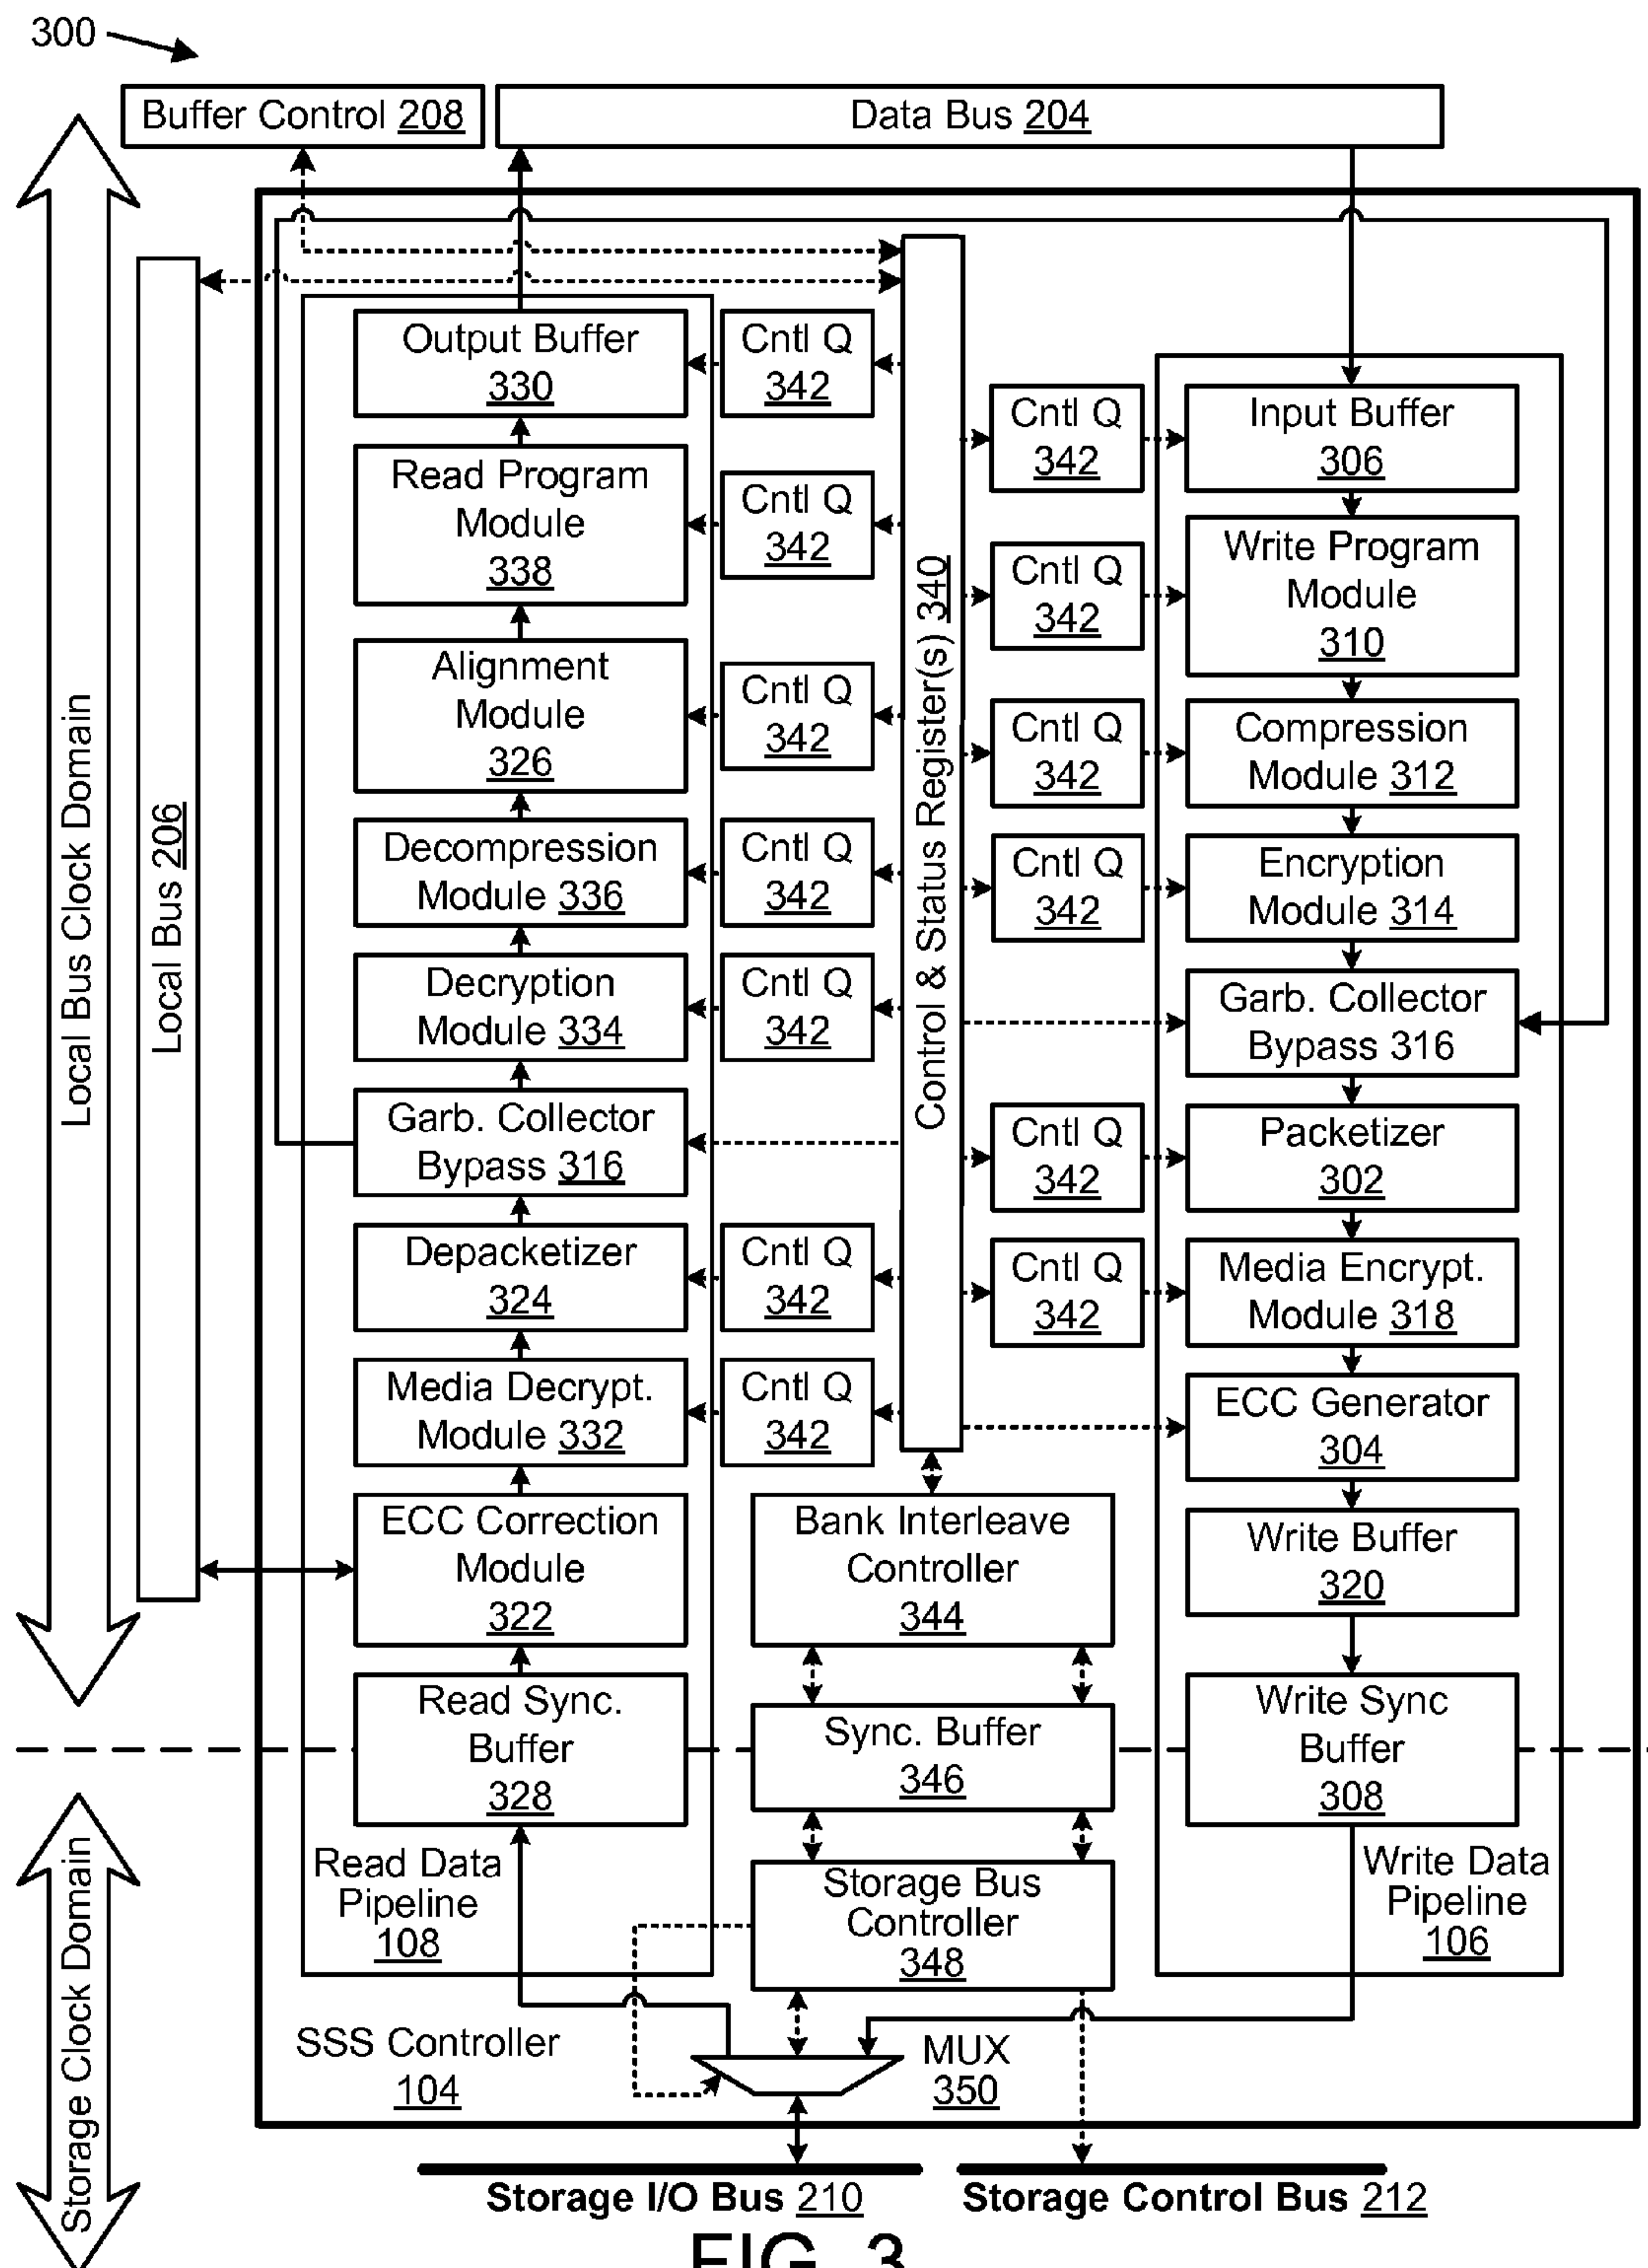 300
Buffer Control 208
Data Bus 204
Local Bus Clock Domain
Local Bus 206
Output Buffer
330
Cntl Q
342
Read Program
Module
338
Cntl Q
342
Alignment
Module
326
Cntl Q
342
Decompression
Module 336
Cntl Q
342
Decryption
Module 334
Cntl Q
342
Garb. Collector
Bypass 316
Depacketizer
324
Cntl Q
342
Media Decrypt.
Module 332
Cntl Q
342
ECC Correction
Module
322
Read Sync.
Buffer
328
Read Data
Pipeline
108
Control & Status Register(s) 340
Bank Interleave
Controller
344
Sync. Buffer
346
Storage Bus
Controller
348
Cntl Q
342
Input Buffer
306
Cntl Q
342
Write Program
Module
310
Cntl Q
342
Compression
Module 312
Cntl Q
342
Encryption
Module 314
Garb. Collector
Bypass 316
Cntl Q
342
Packetizer
302
Cntl Q
342
Media Encrypt.
Module 318
ECC Generator
304
Write Buffer
320
Write Sync
Buffer
308
Write Data
Pipeline
106
Storage Clock Domain
SSS Controller
104
MUX
350
Storage I/O Bus 210
Storage Control Bus 212
FIG. 3